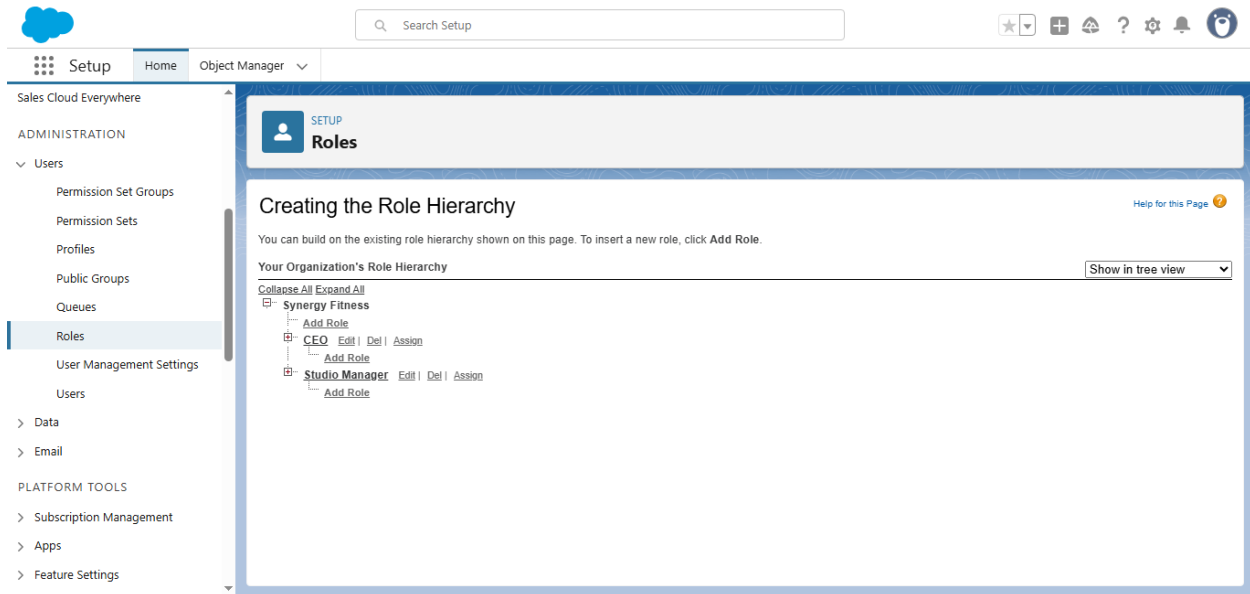 Search Setup
Setup
Home
Object Manager
Sales Cloud Everywhere
ADMINISTRATION
Users
Permission Set Groups
Permission Sets
Profiles
Public Groups
Queues
Roles
User Management Settings
Users
Data
Email
PLATFORM TOOLS
Subscription Management
Apps
Feature Settings
SETUP
Roles
Creating the Role Hierarchy
Help for this Page ?
You can build on the existing role hierarchy shown on this page. To insert a new role, click Add Role.
Your Organization's Role Hierarchy
Show in tree view
Collapse All Expand All
Synergy Fitness
Add Role
CEO Edit | Del | Assign
Add Role
Studio Manager Edit | Del | Assign
Add Role